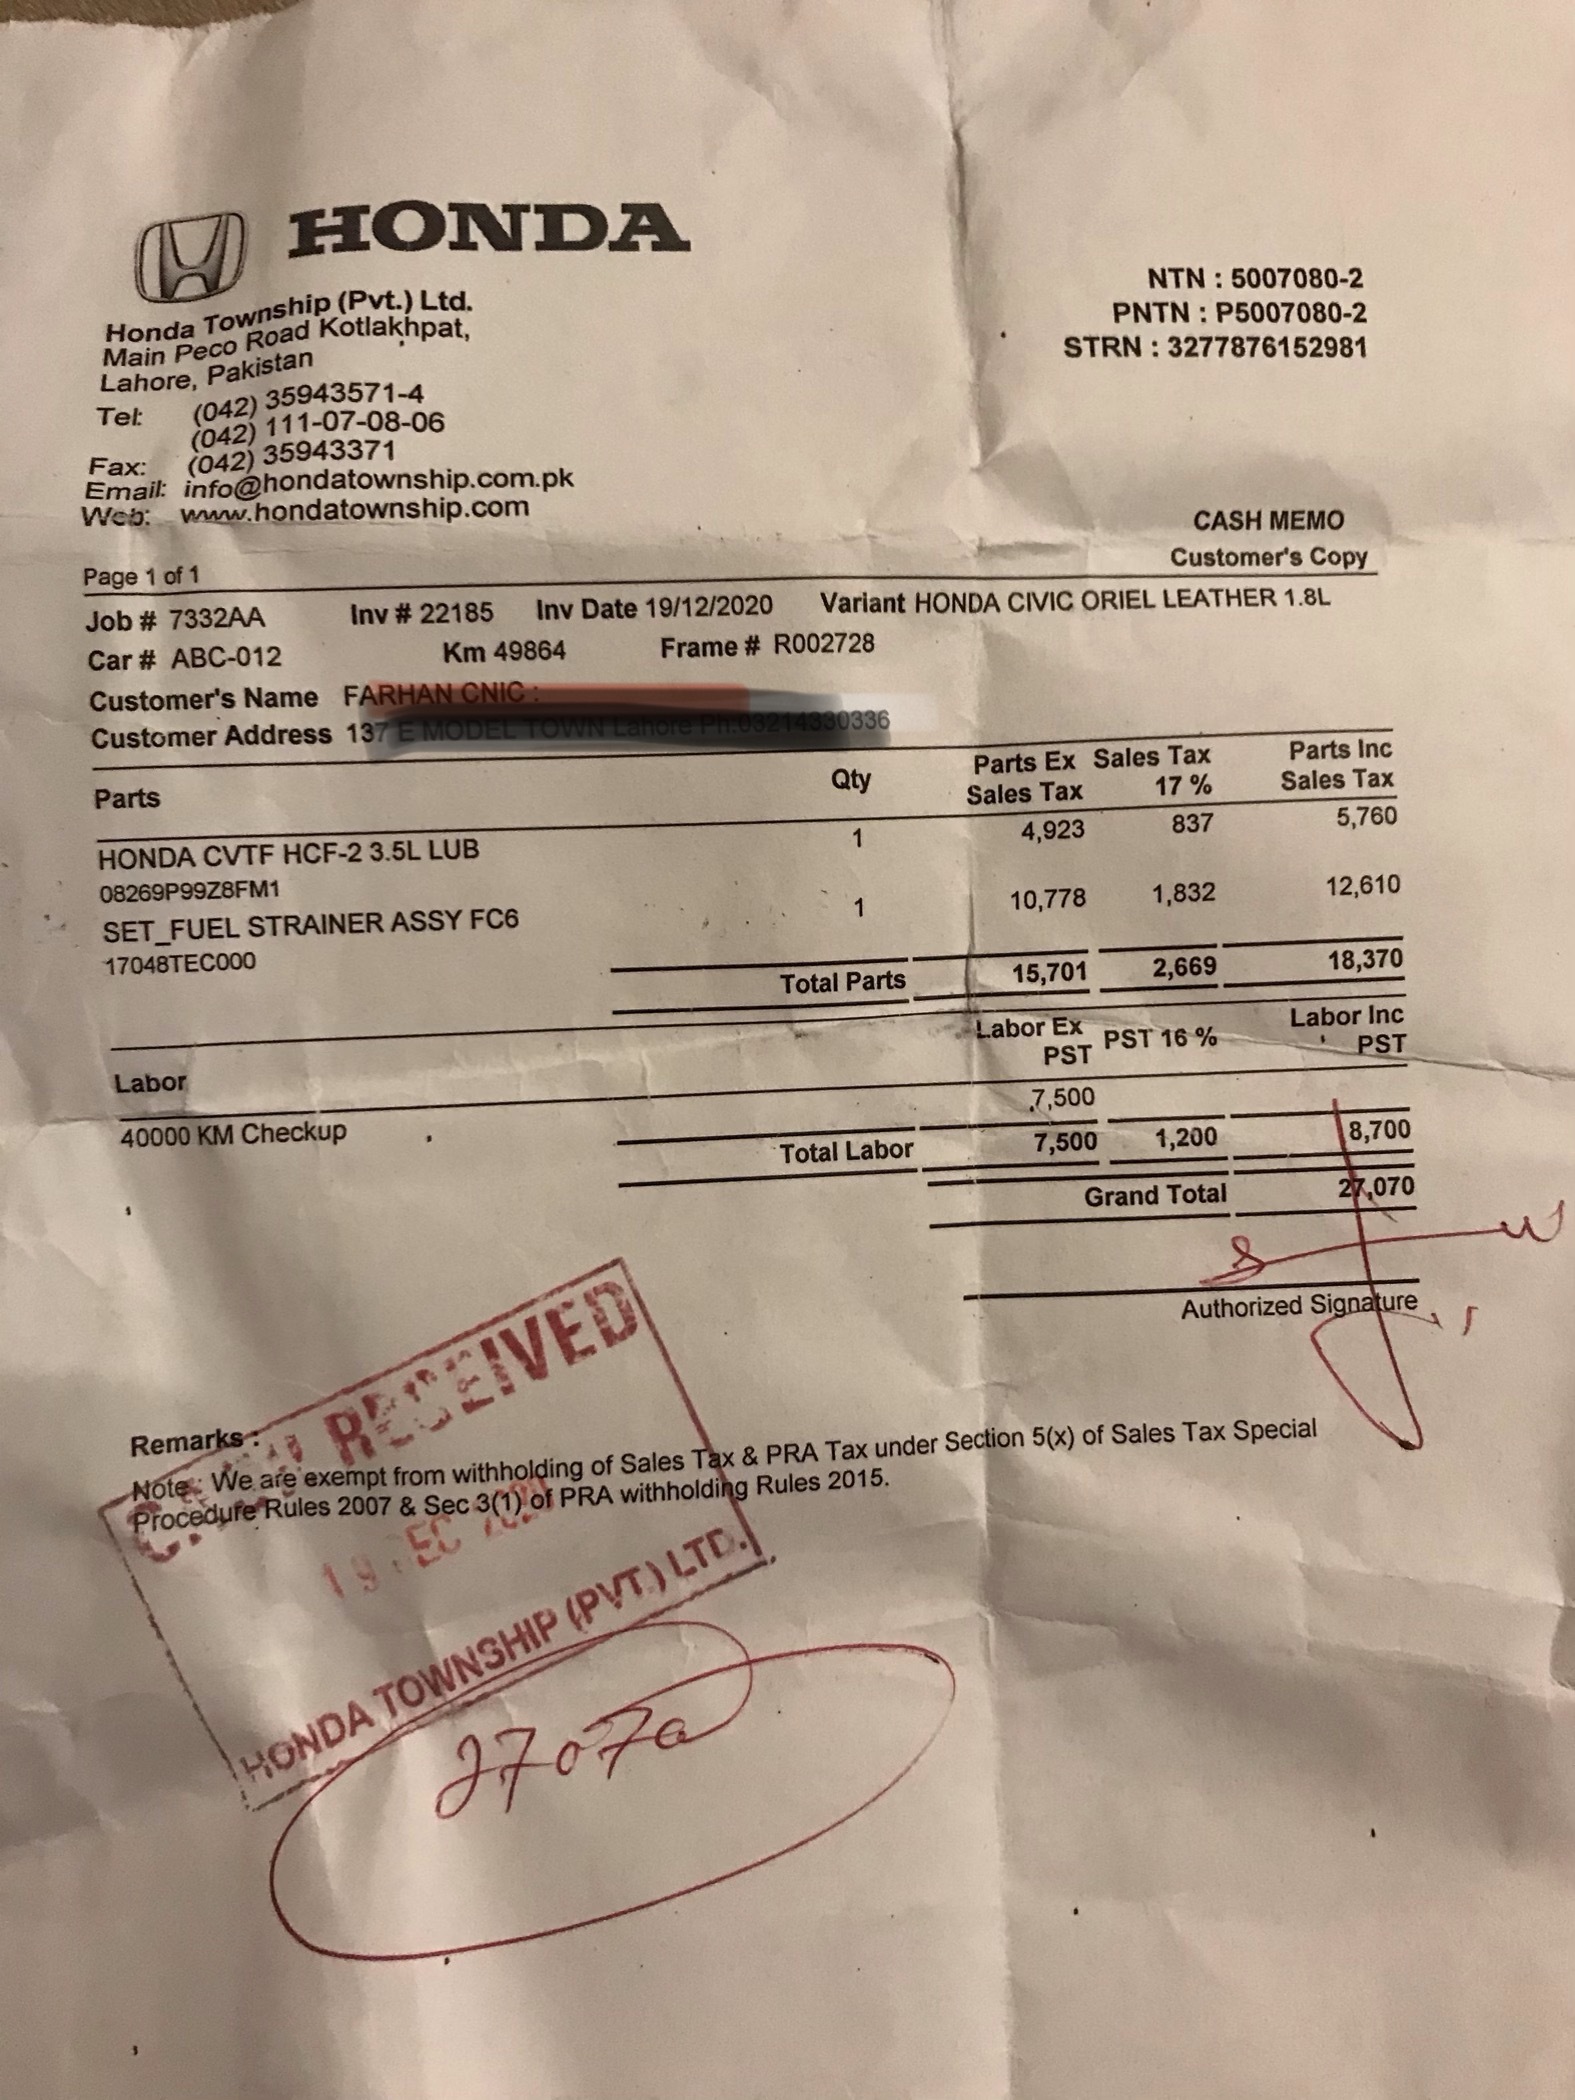 HONDA
Honda Township (Pvt.) Ltd.
Main Peco Road Kotlakhpat,
Lahore, Pakistan
Tel: (042) 35943571-4
(042) 111-07-08-06
Fax: (042) 35943371
Email: info@hondatownship.com.pk
Web: www.hondatownship.com
NTN : 5007080-2
PNTN : P5007080-2
STRN : 3277876152981
CASH MEMO
Customer's Copy
Page 1 of 1
Job # 7332AA Inv # 22185 Inv Date 19/12/2020 Variant HONDA CIVIC ORIEL LEATHER 1.8L
Car # ABC-012 Km 49864 Frame # R002728
Customer's Name
Customer Address
Parts Qty Parts Ex Sales Tax Sales Tax 17 % Parts Inc Sales Tax
HONDA CVTF HCF-2 3.5L LUB 1 4,923 837 5,760
08269P99Z8FM1
SET_FUEL STRAINER ASSY FC6 1 10,778 1,832 12,610
17048TEC000
Total Parts 15,701 2,669 18,370
Labor Labor Ex PST PST 16 % Labor Inc PST
40000 KM Checkup 7,500
Total Labor 7,500 1,200 8,700
Grand Total 27,070
Authorized Signature
Remarks :
Note : We are exempt from withholding of Sales Tax & PRA Tax under Section 5(x) of Sales Tax Special
Procedure Rules 2007 & Sec 3(1) of PRA withholding Rules 2015.
RECEIVED
HONDA TOWNSHIP (PVT.) LTD.
27070